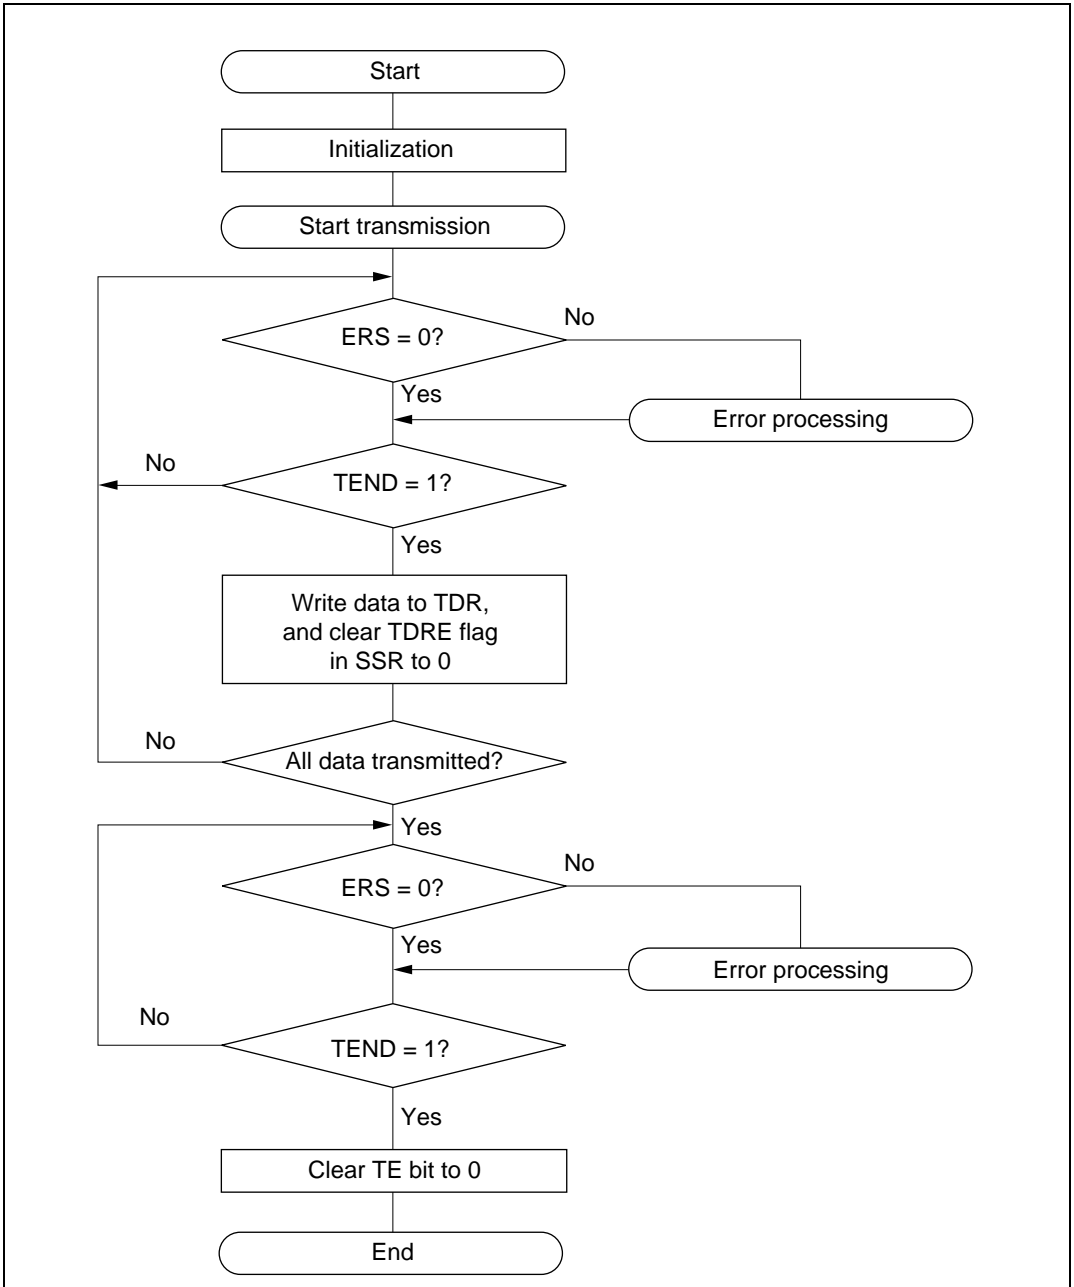 Start
Initialization
Start transmission
ERS = 0?
No
Yes
Error processing
No
TEND = 1?
Yes
Write data to TDR,
and clear TDRE flag
in SSR to 0
No
All data transmitted?
Yes
ERS = 0?
No
Yes
Error processing
No
TEND = 1?
Yes
Clear TE bit to 0
End